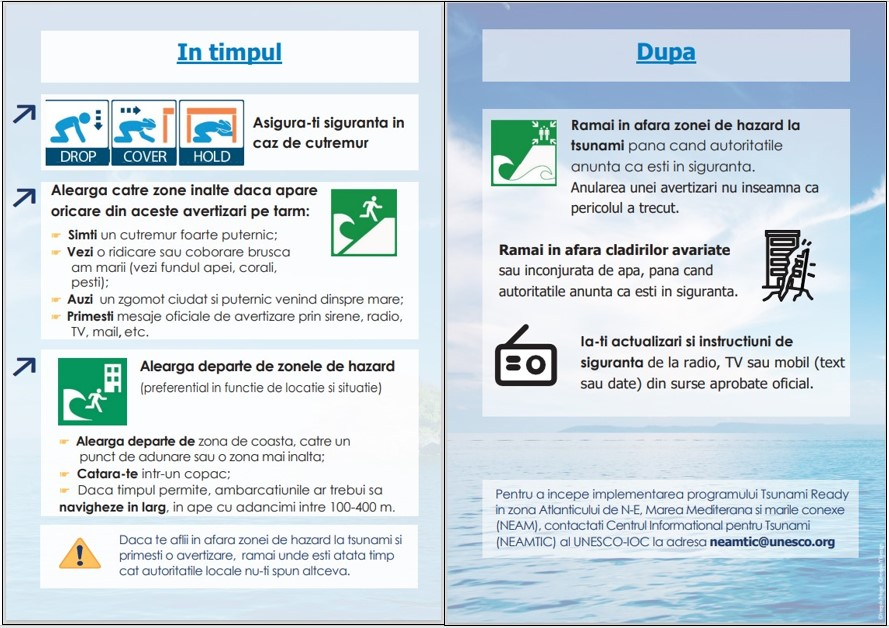 In timpul
DROP COVER HOLD
Asigura-ti siguranta in
caz de cutremur
Alearga catre zone inalte daca apare
oricare din aceste avertizari pe tarm:
Simti un cutremur foarte puternic;
Vezi o ridicare sau coborare brusca
am marii (vezi fundul apei, corali,
pesti);
Auzi un zgomot ciudat si puternic venind dinspre mare;
Primesti mesaje oficiale de avertizare prin sirene, radio,
TV, mail, etc.
Alearga departe de zonele de hazard
(preferential in functie de locatie si situatie)
Alearga departe de zona de coasta, catre un
punct de adunare sau o zona mai inalta;
Catara-te intr-un copac;
Daca timpul permite, ambarcatiunile ar trebui sa
navigheze in larg, in ape cu adancimi intre 100-400 m.
Daca te aflii in afara zonei de hazard la tsunami si
primesti o avertizare, ramai unde esti atata timp
cat autoritatile locale nu-ti spun altceva.
Dupa
Ramai in afara zonei de hazard la
tsunami pana cand autoritatile
anunta ca esti in siguranta.
Anularea unei avertizari nu inseamna ca
pericolul a trecut.
Ramai in afara cladirilor avariate
sau inconjurata de apa, pana cand
autoritatile anunta ca esti in siguranta.
Ia-ti actualizari si instructiuni de
siguranta de la radio, TV sau mobil (text
sau date) din surse aprobate oficial.
Pentru a incepe implementarea programului Tsunami Ready
in zona Atlanticului de N-E, Marea Mediterana si marile conexe
(NEAM), contactati Centrul Informational pentru Tsunami
(NEAMTIC) al UNESCO-IOC la adresa neamtic@unesco.org